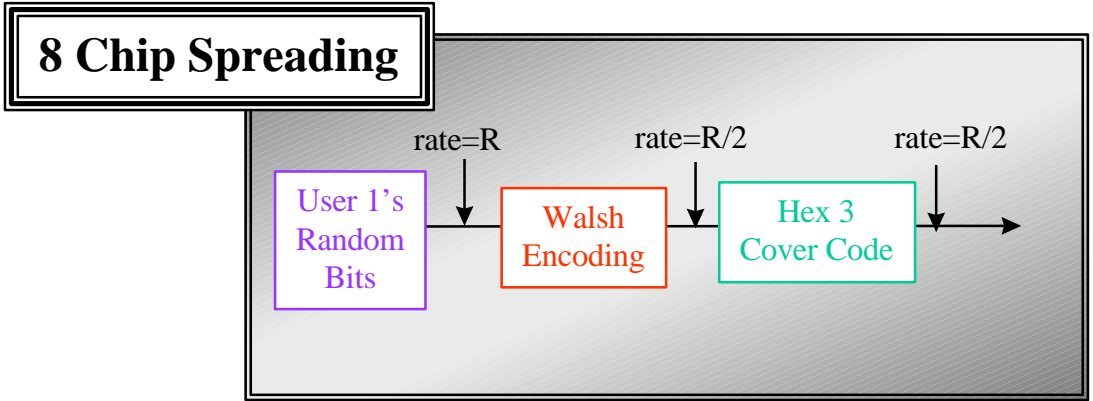 8 Chip Spreading
rate=R
rate=R/2
rate=R/2
User 1’s
Random
Bits
Walsh
Encoding
Hex 3
Cover Code